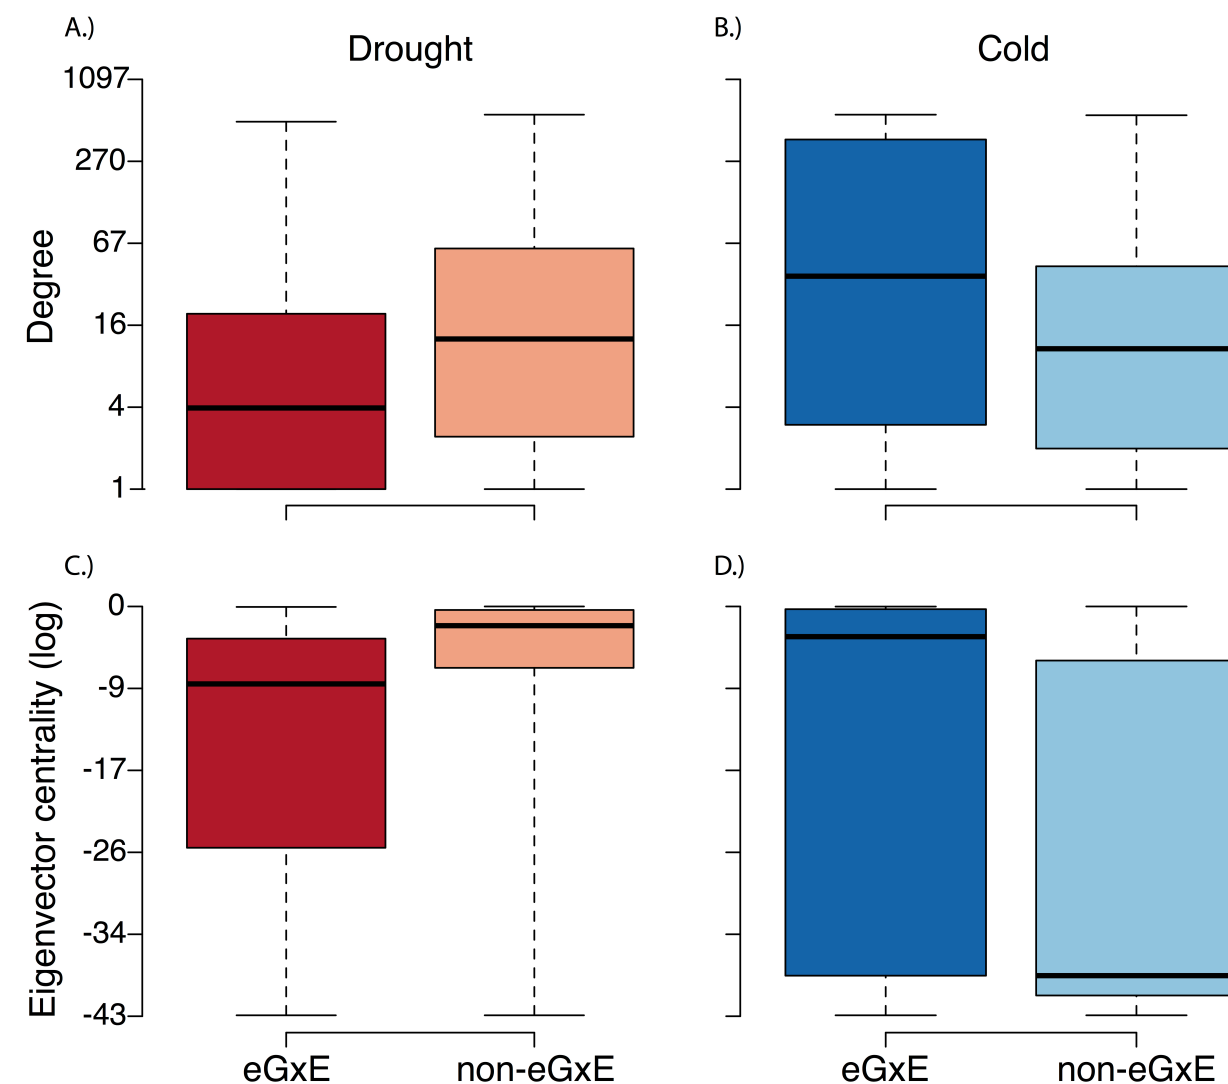 A.)
B.)
Drought
Cold
1097
270
67
16
4
1
Degree
C.)
D.)
0
-9
-17
-26
-34
-43
Eigenvector centrality (log)
eGxE
non-eGxE
eGxE
non-eGxE